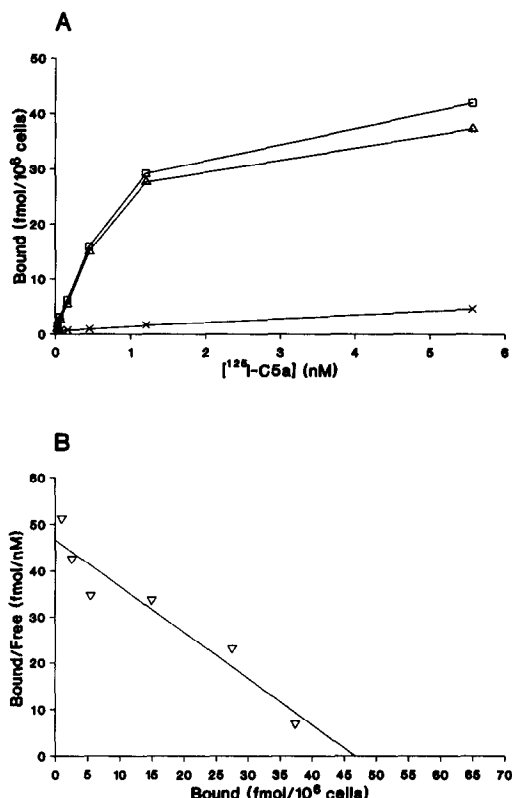 A
Bound (fmol/10⁶ cells)
50
40
30
20
10
0
0 1 2 3 4 5 6
[¹²⁵I-C5a] (nM)
B
Bound/Free (fmol/nM)
60
50
40
30
20
10
0
0 5 10 15 20 25 30 35 40 45 50 55 60 65 70
Bound (fmol/10⁶ cells)